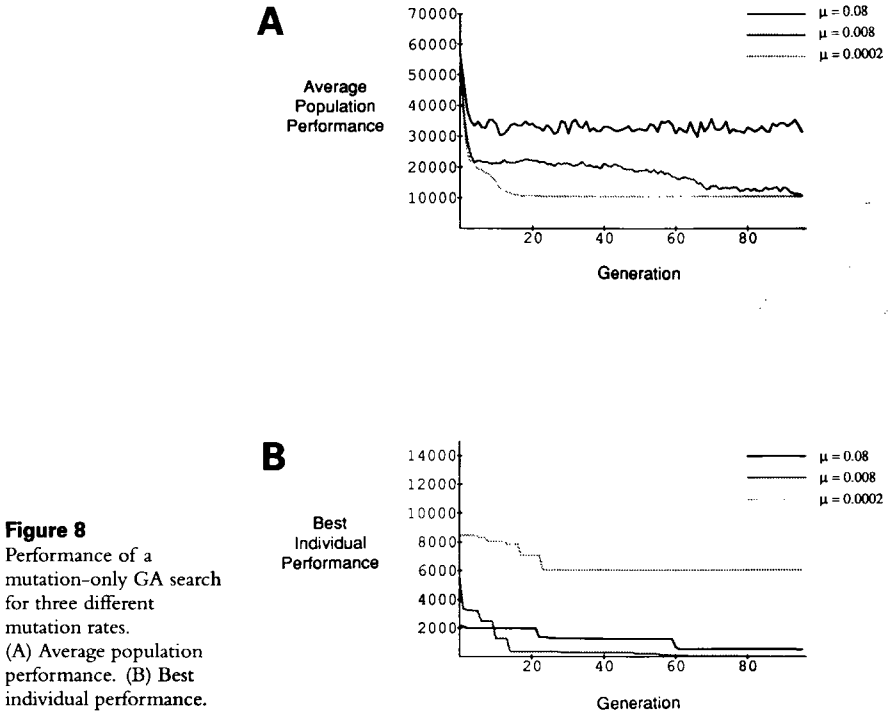 A
70000
60000
50000
40000
30000
20000
10000
Average
Population
Performance
μ = 0.08
μ = 0.008
μ = 0.0002
20
40
60
80
Generation
B
14000
12000
10000
8000
6000
4000
2000
Best
Individual
Performance
μ = 0.08
μ = 0.008
μ = 0.0002
20
40
60
80
Generation
Figure 8
Performance of a
mutation-only GA search
for three different
mutation rates.
(A) Average population
performance. (B) Best
individual performance.